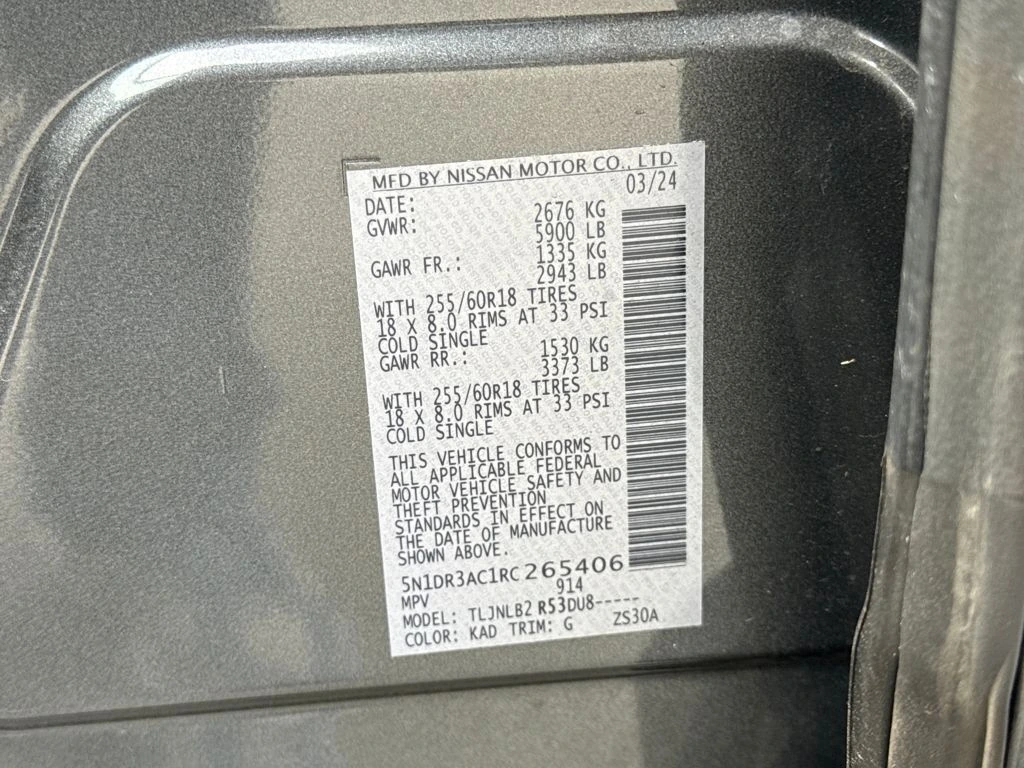 MFD BY NISSAN MOTOR CO., LTD.
DATE: 03/24
GVWR: 2676 KG
5900 LB
GAWR FR.: 1335 KG
2943 LB
WITH 255/60R18 TIRES
18 X 8.0 RIMS AT 33 PSI
COLD SINGLE
GAWR RR.: 1530 KG
3373 LB
WITH 255/60R18 TIRES
18 X 8.0 RIMS AT 33 PSI
COLD SINGLE
THIS VEHICLE CONFORMS TO
ALL APPLICABLE FEDERAL
MOTOR VEHICLE SAFETY AND
THEFT PREVENTION
STANDARDS IN EFFECT ON
THE DATE OF MANUFACTURE
SHOWN ABOVE.
5N1DR3AC1RC265406
MPV 914
MODEL: TLJNLB2 R53DU8-----
COLOR: KAD TRIM: G ZS30A